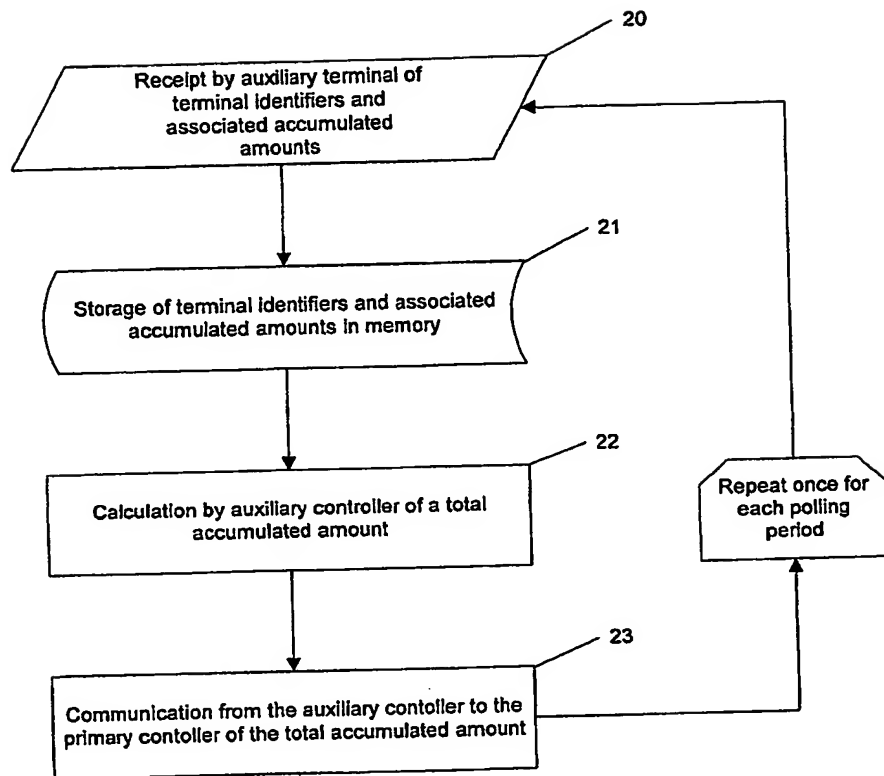 20
Receipt by auxiliary terminal of
terminal identifiers and
associated accumulated
amounts
21
Storage of terminal identifiers and associated
accumulated amounts in memory
22
Calculation by auxiliary controller of a total
accumulated amount
Repeat once for
each polling
period
23
Communication from the auxiliary contoller to the
primary contoller of the total accumulated amount